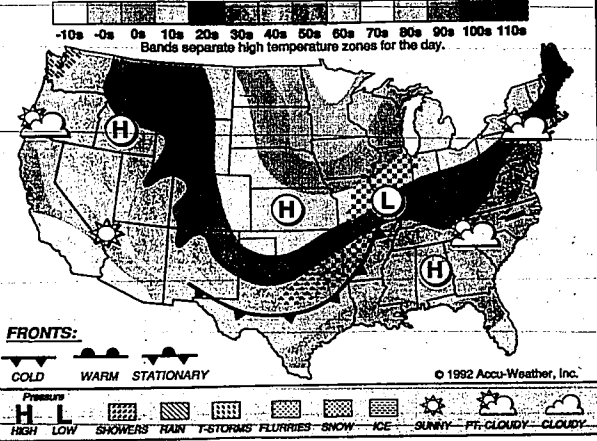 -10s -0s 0s 10s 20s 30s 40s 50s 60s 70s 80s 90s 100s 110s
Bands separate high temperature zones for the day.
H
H
L
H
FRONTS:
COLD WARM STATIONARY
© 1992 Accu-Weather, Inc.
Pressure
H L
HIGH LOW SHOWERS RAIN T-STORMS FLURRIES SNOW ICE SUNNY PT. CLOUDY CLOUDY